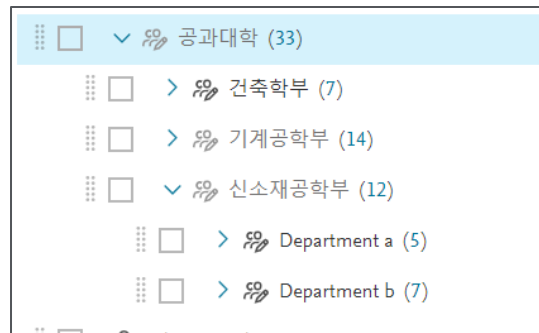 공과대학 (33)
건축학부 (7)
기계공학부 (14)
신소재공학부 (12)
Department a (5)
Department b (7)